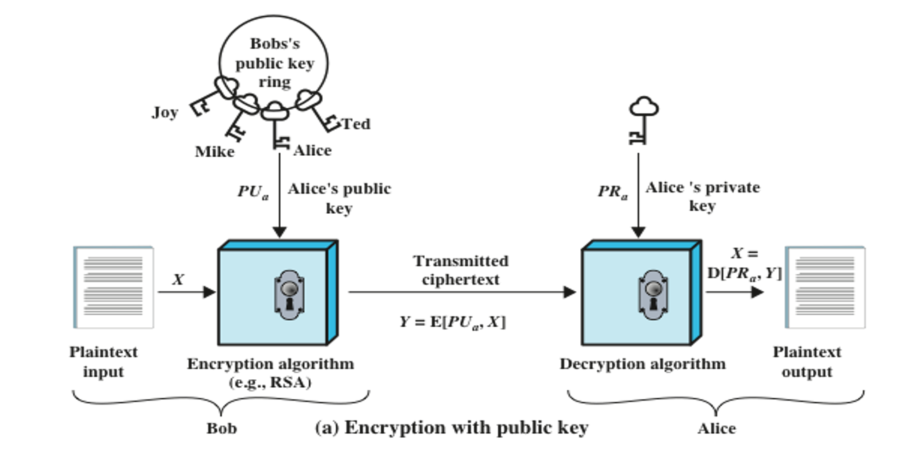 Bobs's
public key
ring
Joy
Ted
Mike
Alice
PUa
Alice's public
key
PRa
Alice 's private
key
X
Transmitted
ciphertext
X =
D[PRa, Y]
Y = E[PUa, X]
Plaintext
input
Encryption algorithm
(e.g., RSA)
Decryption algorithm
Plaintext
output
Bob
(a) Encryption with public key
Alice